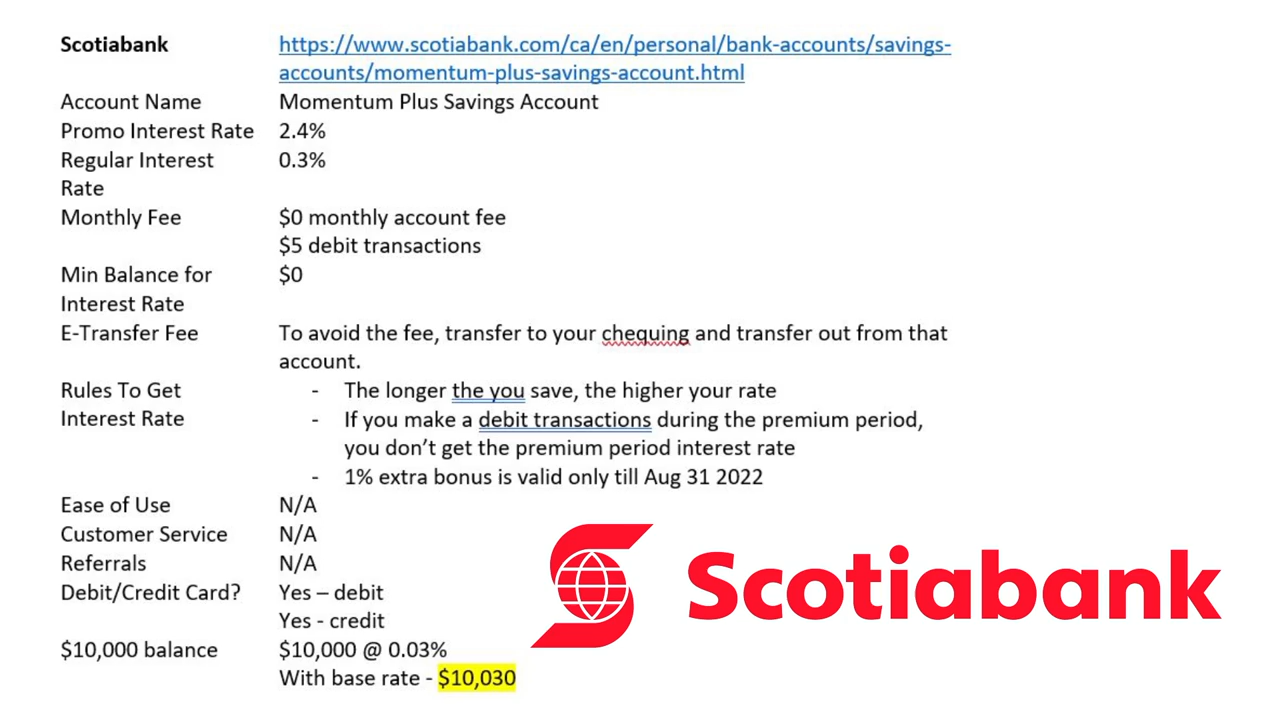 Scotiabank https://www.scotiabank.com/ca/en/personal/bank-accounts/savings-
accounts/momentum-plus-savings-account.html
Account Name Momentum Plus Savings Account
Promo Interest Rate 2.4%
Regular Interest 0.3%
Rate
Monthly Fee $0 monthly account fee
$5 debit transactions
Min Balance for $0
Interest Rate
E-Transfer Fee To avoid the fee, transfer to your chequing and transfer out from that
account.
Rules To Get - The longer the you save, the higher your rate
Interest Rate - If you make a debit transactions during the premium period,
you don’t get the premium period interest rate
- 1% extra bonus is valid only till Aug 31 2022
Ease of Use N/A
Customer Service N/A
Referrals N/A
Debit/Credit Card? Yes – debit
Yes - credit
Scotiabank
$10,000 balance $10,000 @ 0.03%
With base rate - $10,030